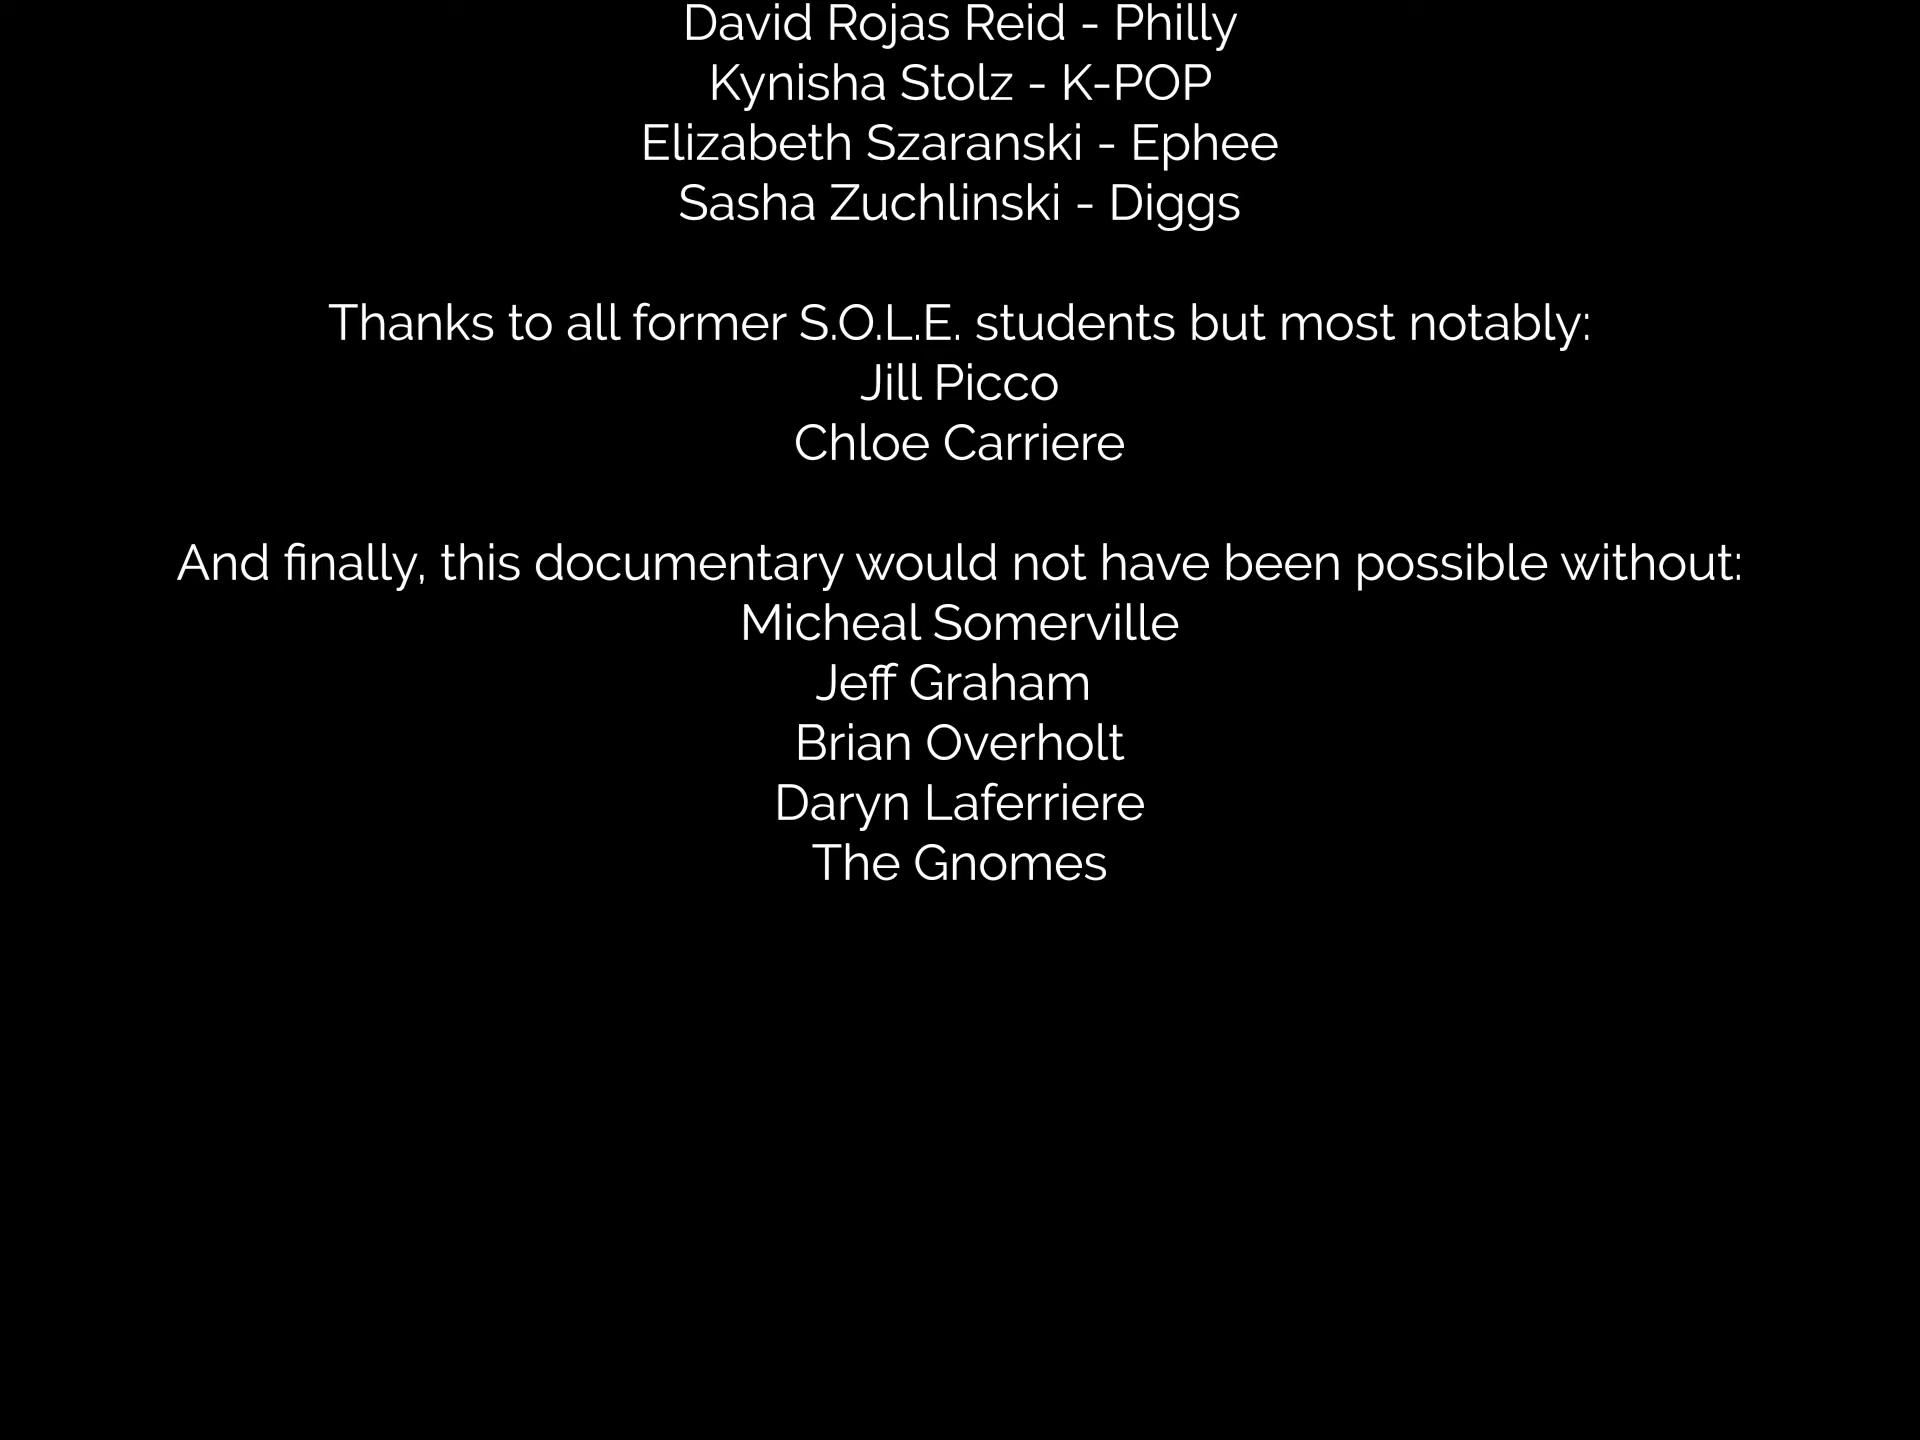 David Rojas Reid - Philly
Kynisha Stolz - K-POP
Elizabeth Szaranski - Ephee
Sasha Zuchlinski - Diggs
Thanks to all former S.O.L.E. students but most notably:
Jill Picco
Chloe Carriere
And finally, this documentary would not have been possible without:
Micheal Somerville
Jeff Graham
Brian Overholt
Daryn Laferriere
The Gnomes